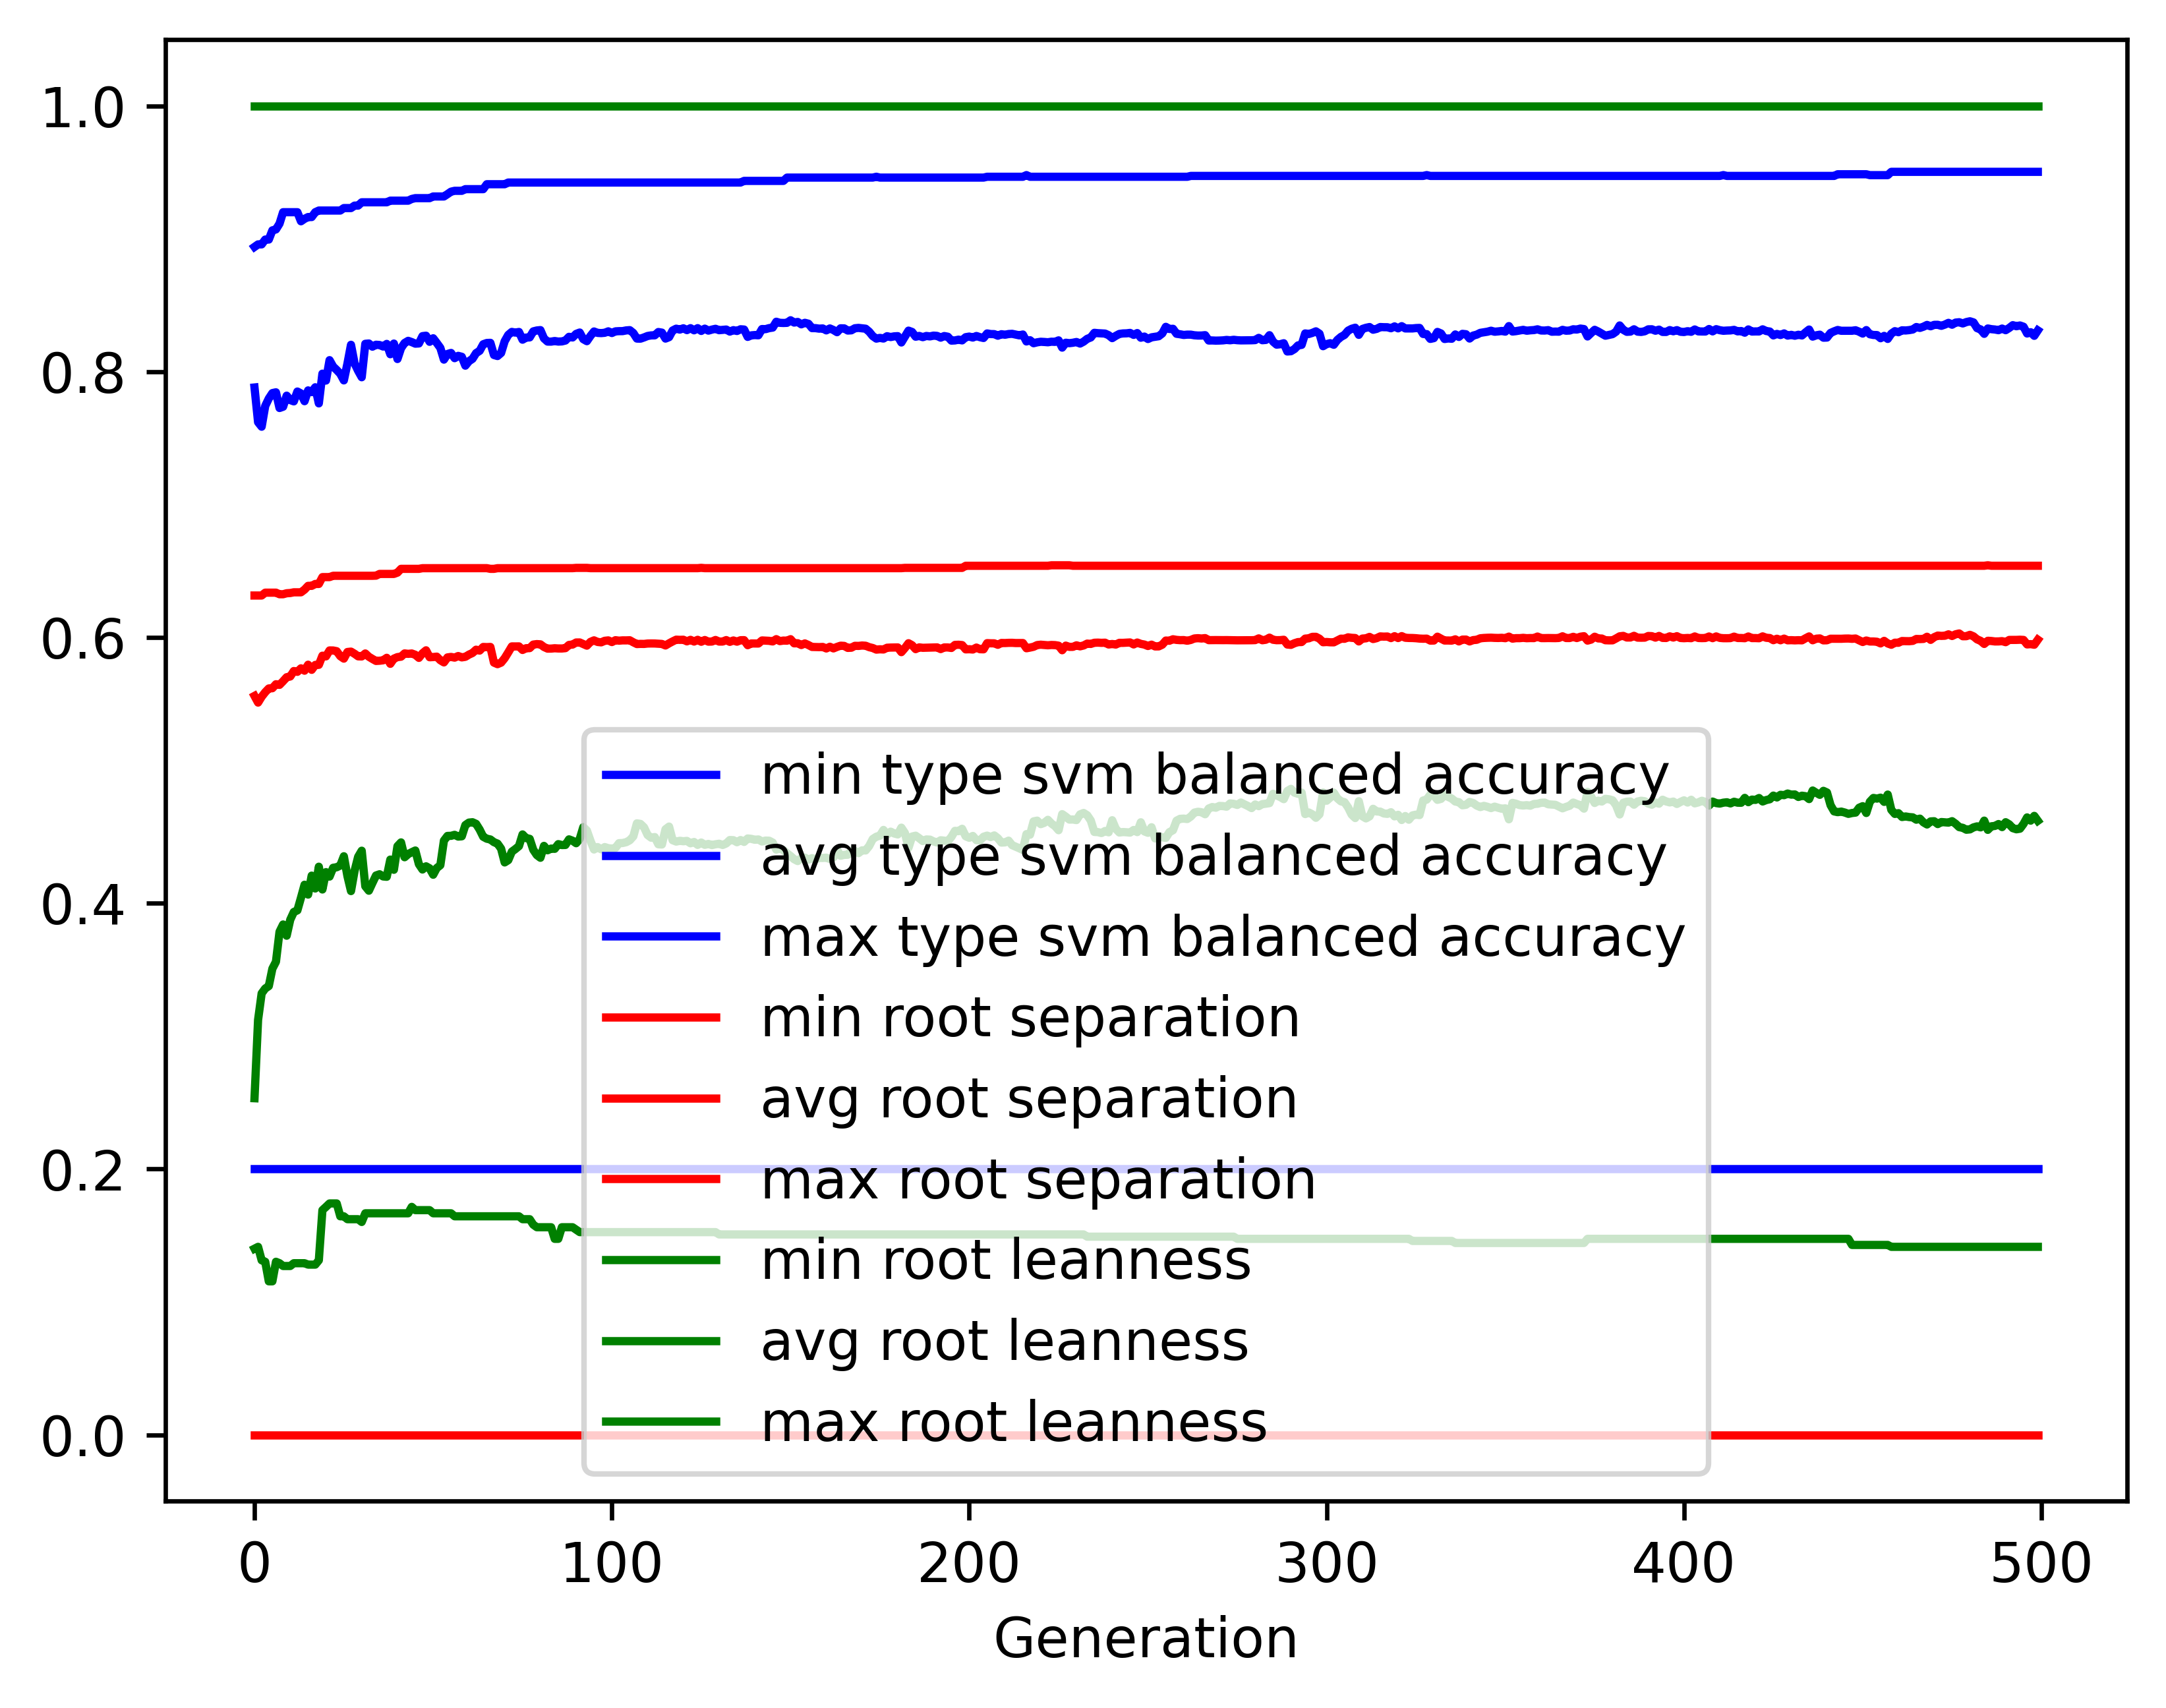 1.0
0.8
0.6
0.4
0.2
0.0
min type svm balanced accuracy
avg type svm balanced accuracy
max type svm balanced accuracy
min root separation
avg root separation
max root separation
min root leanness
avg root leanness
max root leanness
0 100 200 300 400 500
Generation